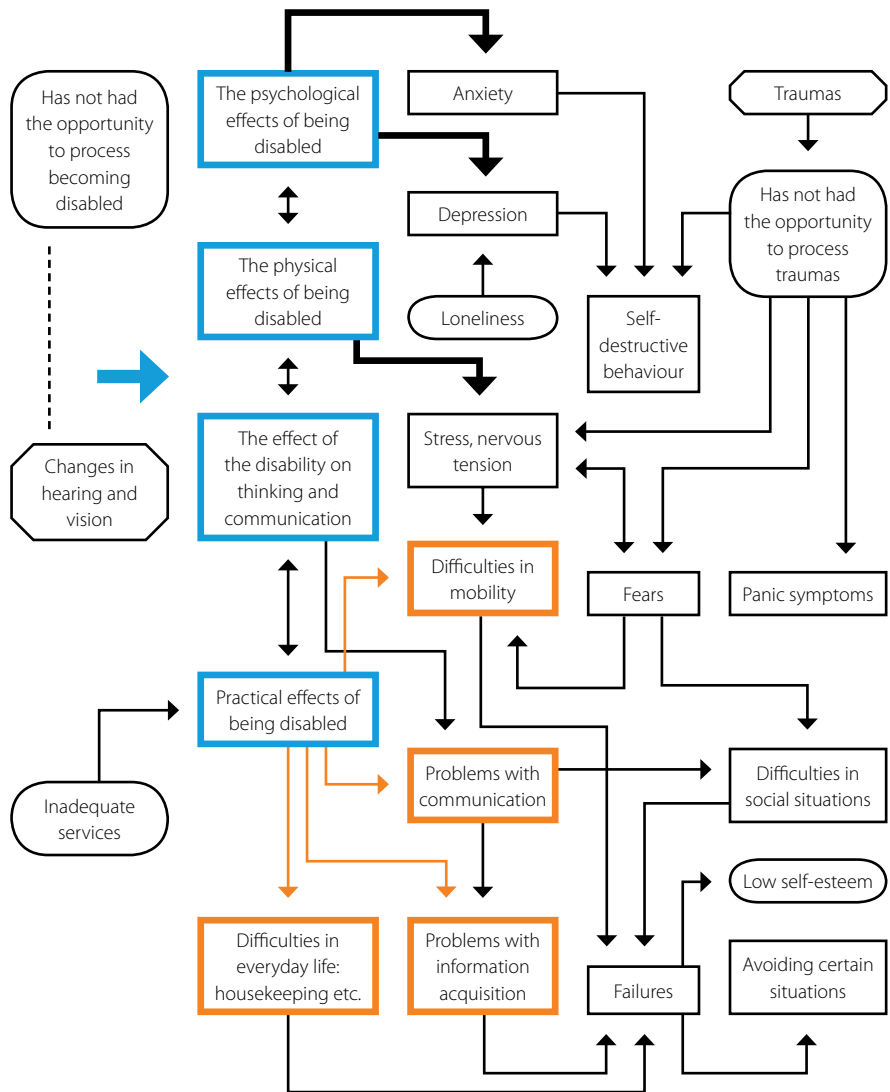 The psychological
effects of being
disabled
Anxiety
Traumas
Has not had
the opportunity
to process
becoming
disabled
Depression
Has not had
the opportunity
to process
traumas
The physical
effects of being
disabled
Loneliness
Self-
destructive
behaviour
The effect of
the disability on
thinking and
communication
Stress, nervous
tension
Changes in
hearing and
vision
Difficulties in
mobility
Fears
Panic symptoms
Practical effects of
being disabled
Inadequate
services
Problems with
communication
Difficulties in
social situations
Low self-esteem
Difficulties in
everyday life:
housekeeping etc.
Problems with
information
acquisition
Failures
Avoiding certain
situations